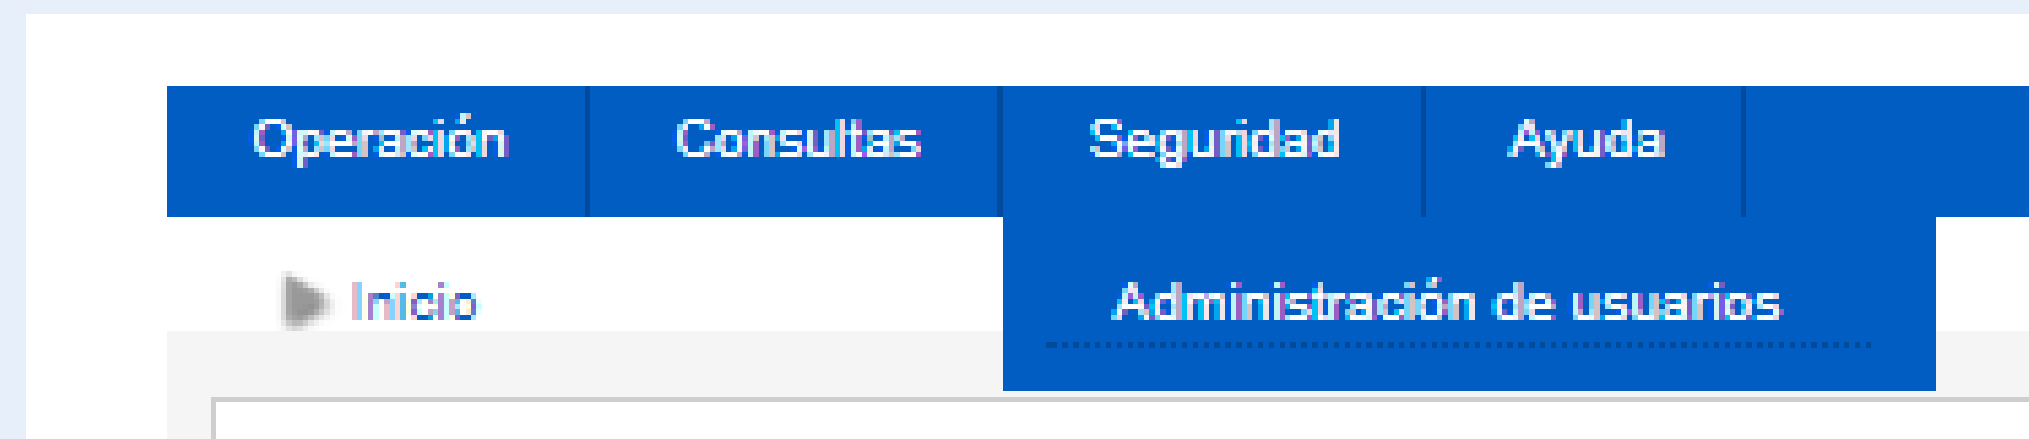 Operación Consultas Seguridad Ayuda
Inicio Administración de usuarios